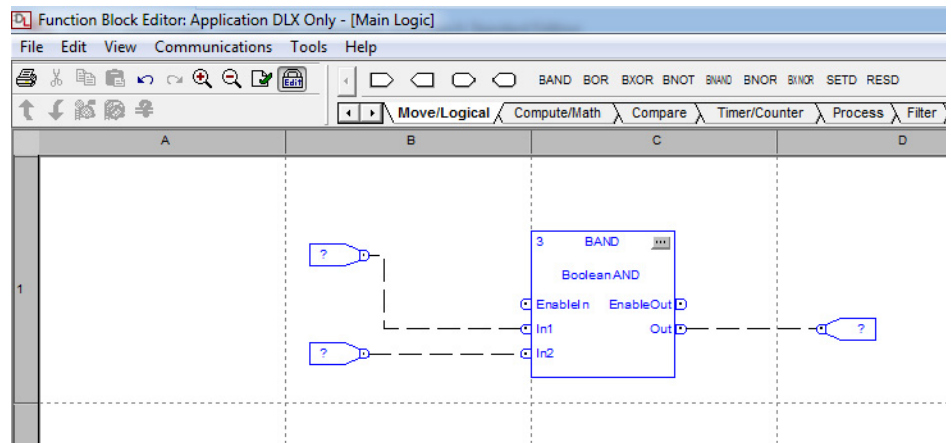 Function Block Editor: Application DLX Only - [Main Logic]
File Edit View Communications Tools Help
Edit BAND BOR BXOR BNOT BNAND BNOR BXNOR SETD RESD
Move/Logical Compute/Math Compare Timer/Counter Process Filter
A B C D
1
3 BAND ...
Boolean AND
?
EnableIn EnableOut
In1 Out ?
? In2